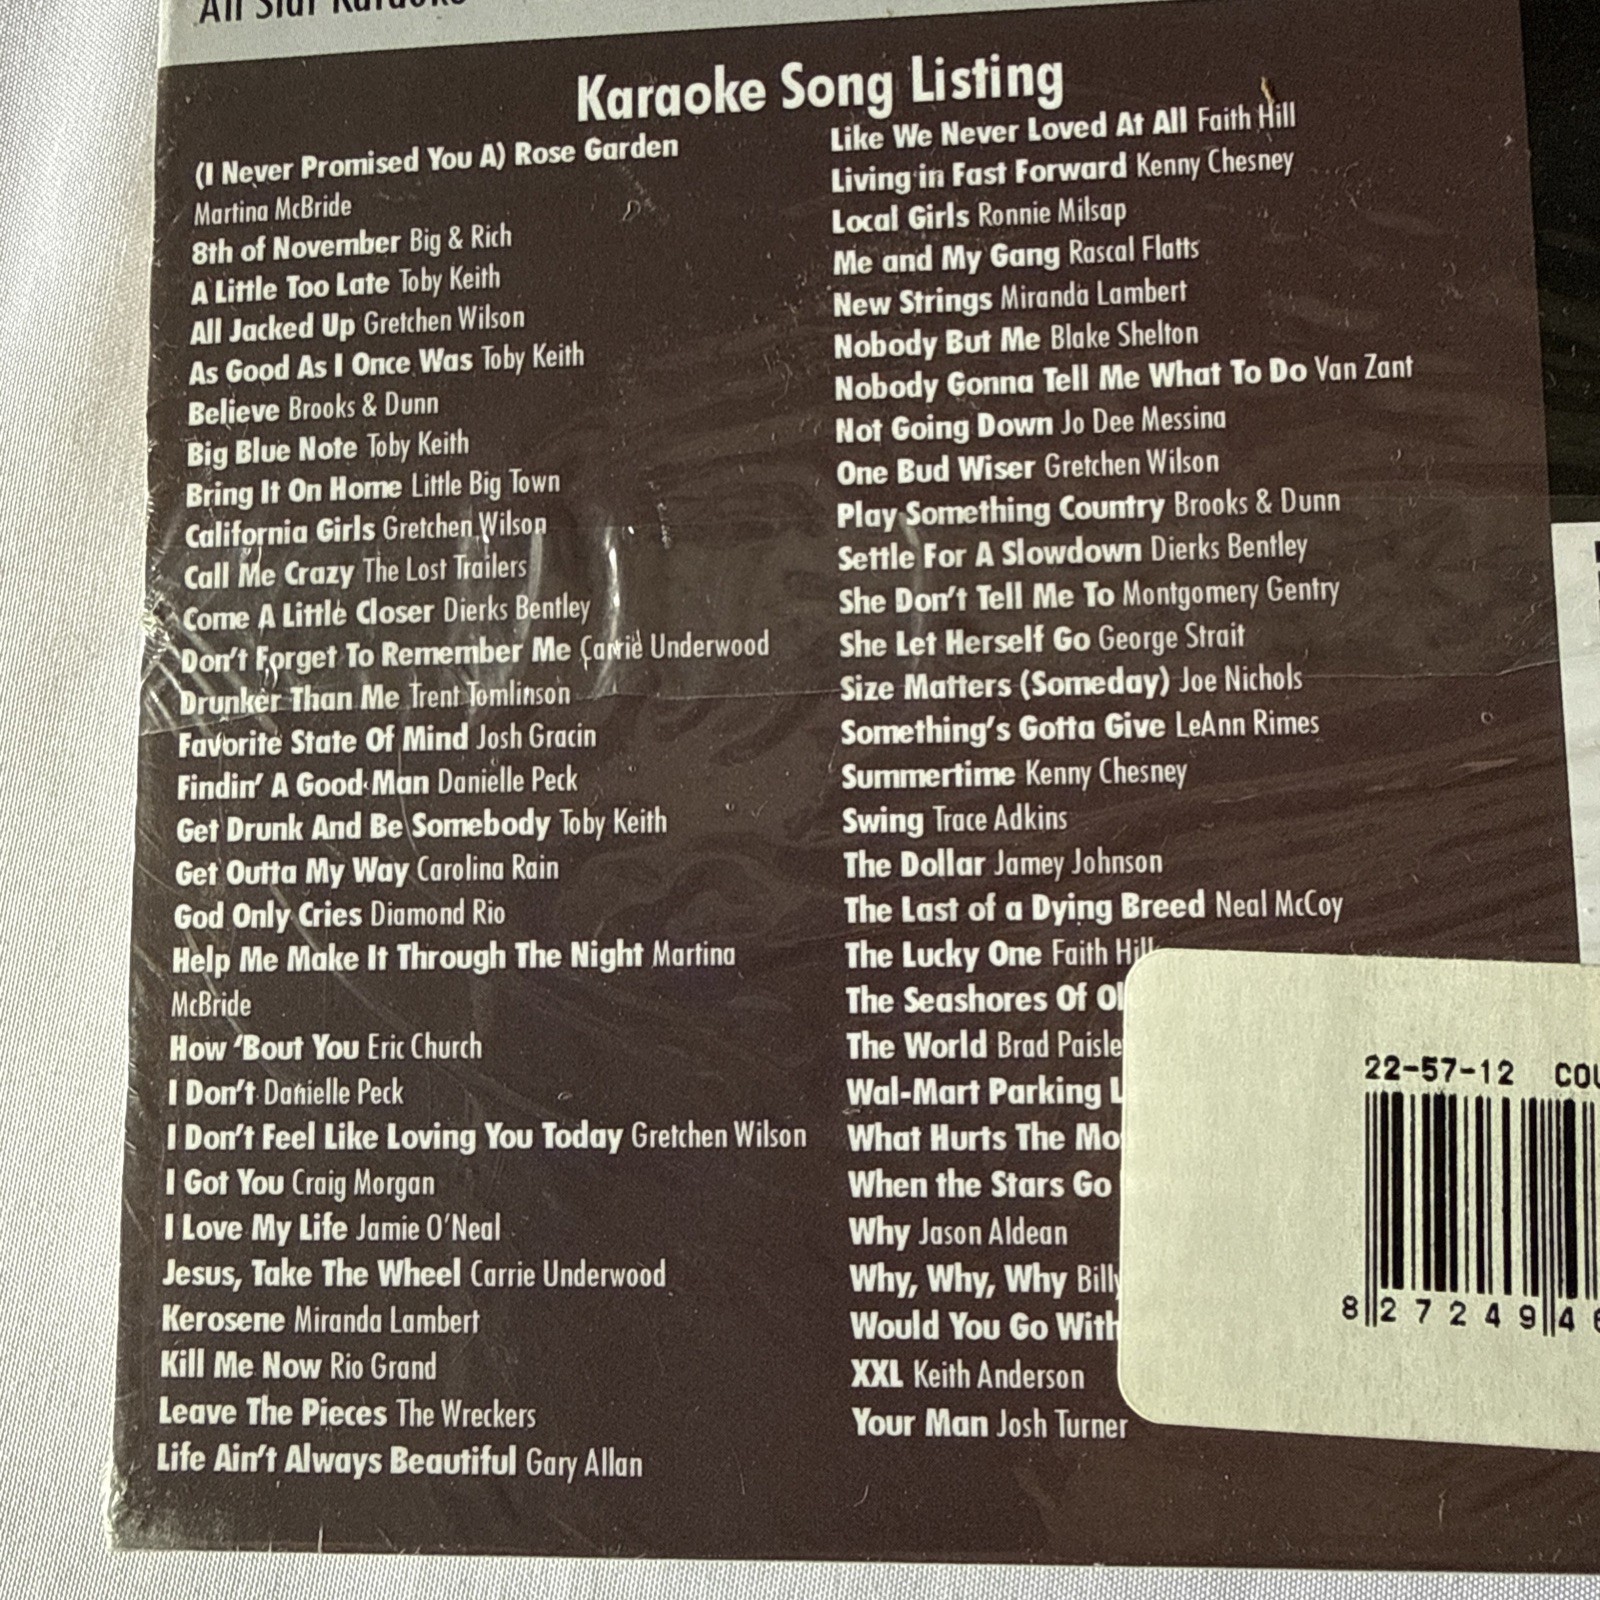 All Star Karaoke
Karaoke Song Listing
(I Never Promised You A) Rose Garden
Martina McBride
8th of November Big & Rich
A Little Too Late Toby Keith
All Jacked Up Gretchen Wilson
As Good As I Once Was Toby Keith
Believe Brooks & Dunn
Big Blue Note Toby Keith
Bring It On Home Little Big Town
California Girls Gretchen Wilson
Call Me Crazy The Lost Trailers
Come A Little Closer Dierks Bentley
Don't Forget To Remember Me Carrie Underwood
Drunker Than Me Trent Tomlinson
Favorite State Of Mind Josh Gracin
Findin' A Good Man Danielle Peck
Get Drunk And Be Somebody Toby Keith
Get Outta My Way Carolina Rain
God Only Cries Diamond Rio
Help Me Make It Through The Night Martina
McBride
How 'Bout You Eric Church
I Don't Danielle Peck
I Don't Feel Like Loving You Today Gretchen Wilson
I Got You Craig Morgan
I Love My Life Jamie O'Neal
Jesus, Take The Wheel Carrie Underwood
Kerosene Miranda Lambert
Kill Me Now Rio Grand
Leave The Pieces The Wreckers
Life Ain't Always Beautiful Gary Allan
Like We Never Loved At All Faith Hill
Living in Fast Forward Kenny Chesney
Local Girls Ronnie Milsap
Me and My Gang Rascal Flatts
New Strings Miranda Lambert
Nobody But Me Blake Shelton
Nobody Gonna Tell Me What To Do Van Zant
Not Going Down Jo Dee Messina
One Bud Wiser Gretchen Wilson
Play Something Country Brooks & Dunn
Settle For A Slowdown Dierks Bentley
She Don't Tell Me To Montgomery Gentry
She Let Herself Go George Strait
Size Matters (Someday) Joe Nichols
Something's Gotta Give LeAnn Rimes
Summertime Kenny Chesney
Swing Trace Adkins
The Dollar Jamey Johnson
The Last of a Dying Breed Neal McCoy
The Lucky One Faith Hill
The Seashores Of Ol
The World Brad Paisle
Wal-Mart Parking L
What Hurts The Mo
When the Stars Go
Why Jason Aldean
Why, Why, Why Billy
Would You Go With
XXL Keith Anderson
Your Man Josh Turner
22-57-12 COU
8 27249 4